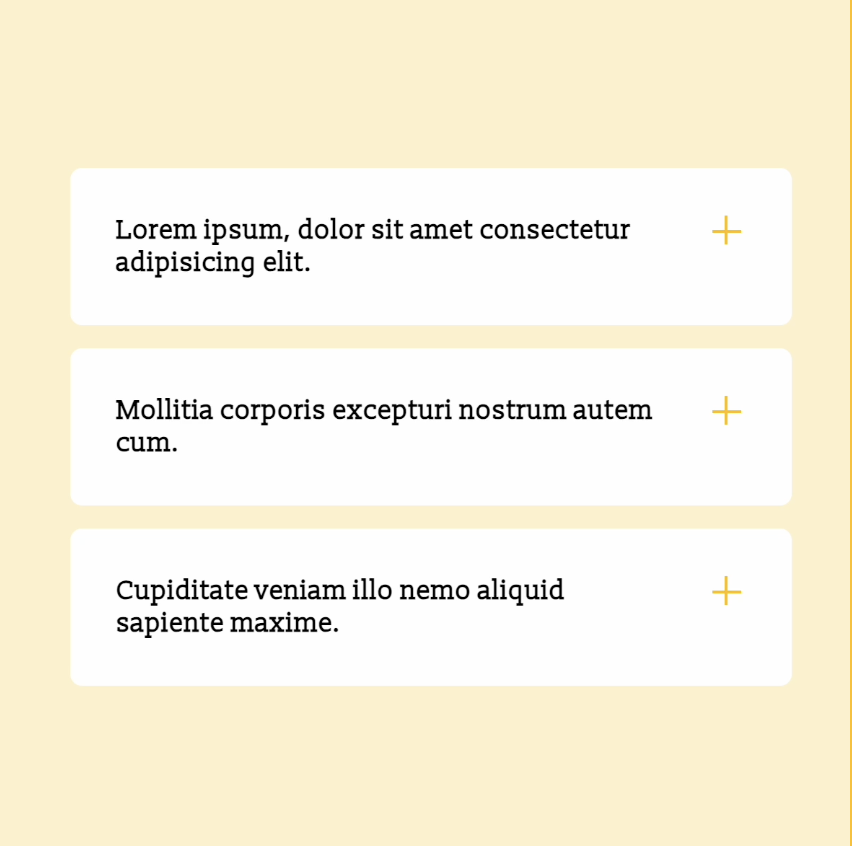 Lorem ipsum, dolor sit amet consectetur
adipisicing elit.
Mollitia corporis excepturi nostrum autem
cum.
Cupiditate veniam illo nemo aliquid
sapiente maxime.